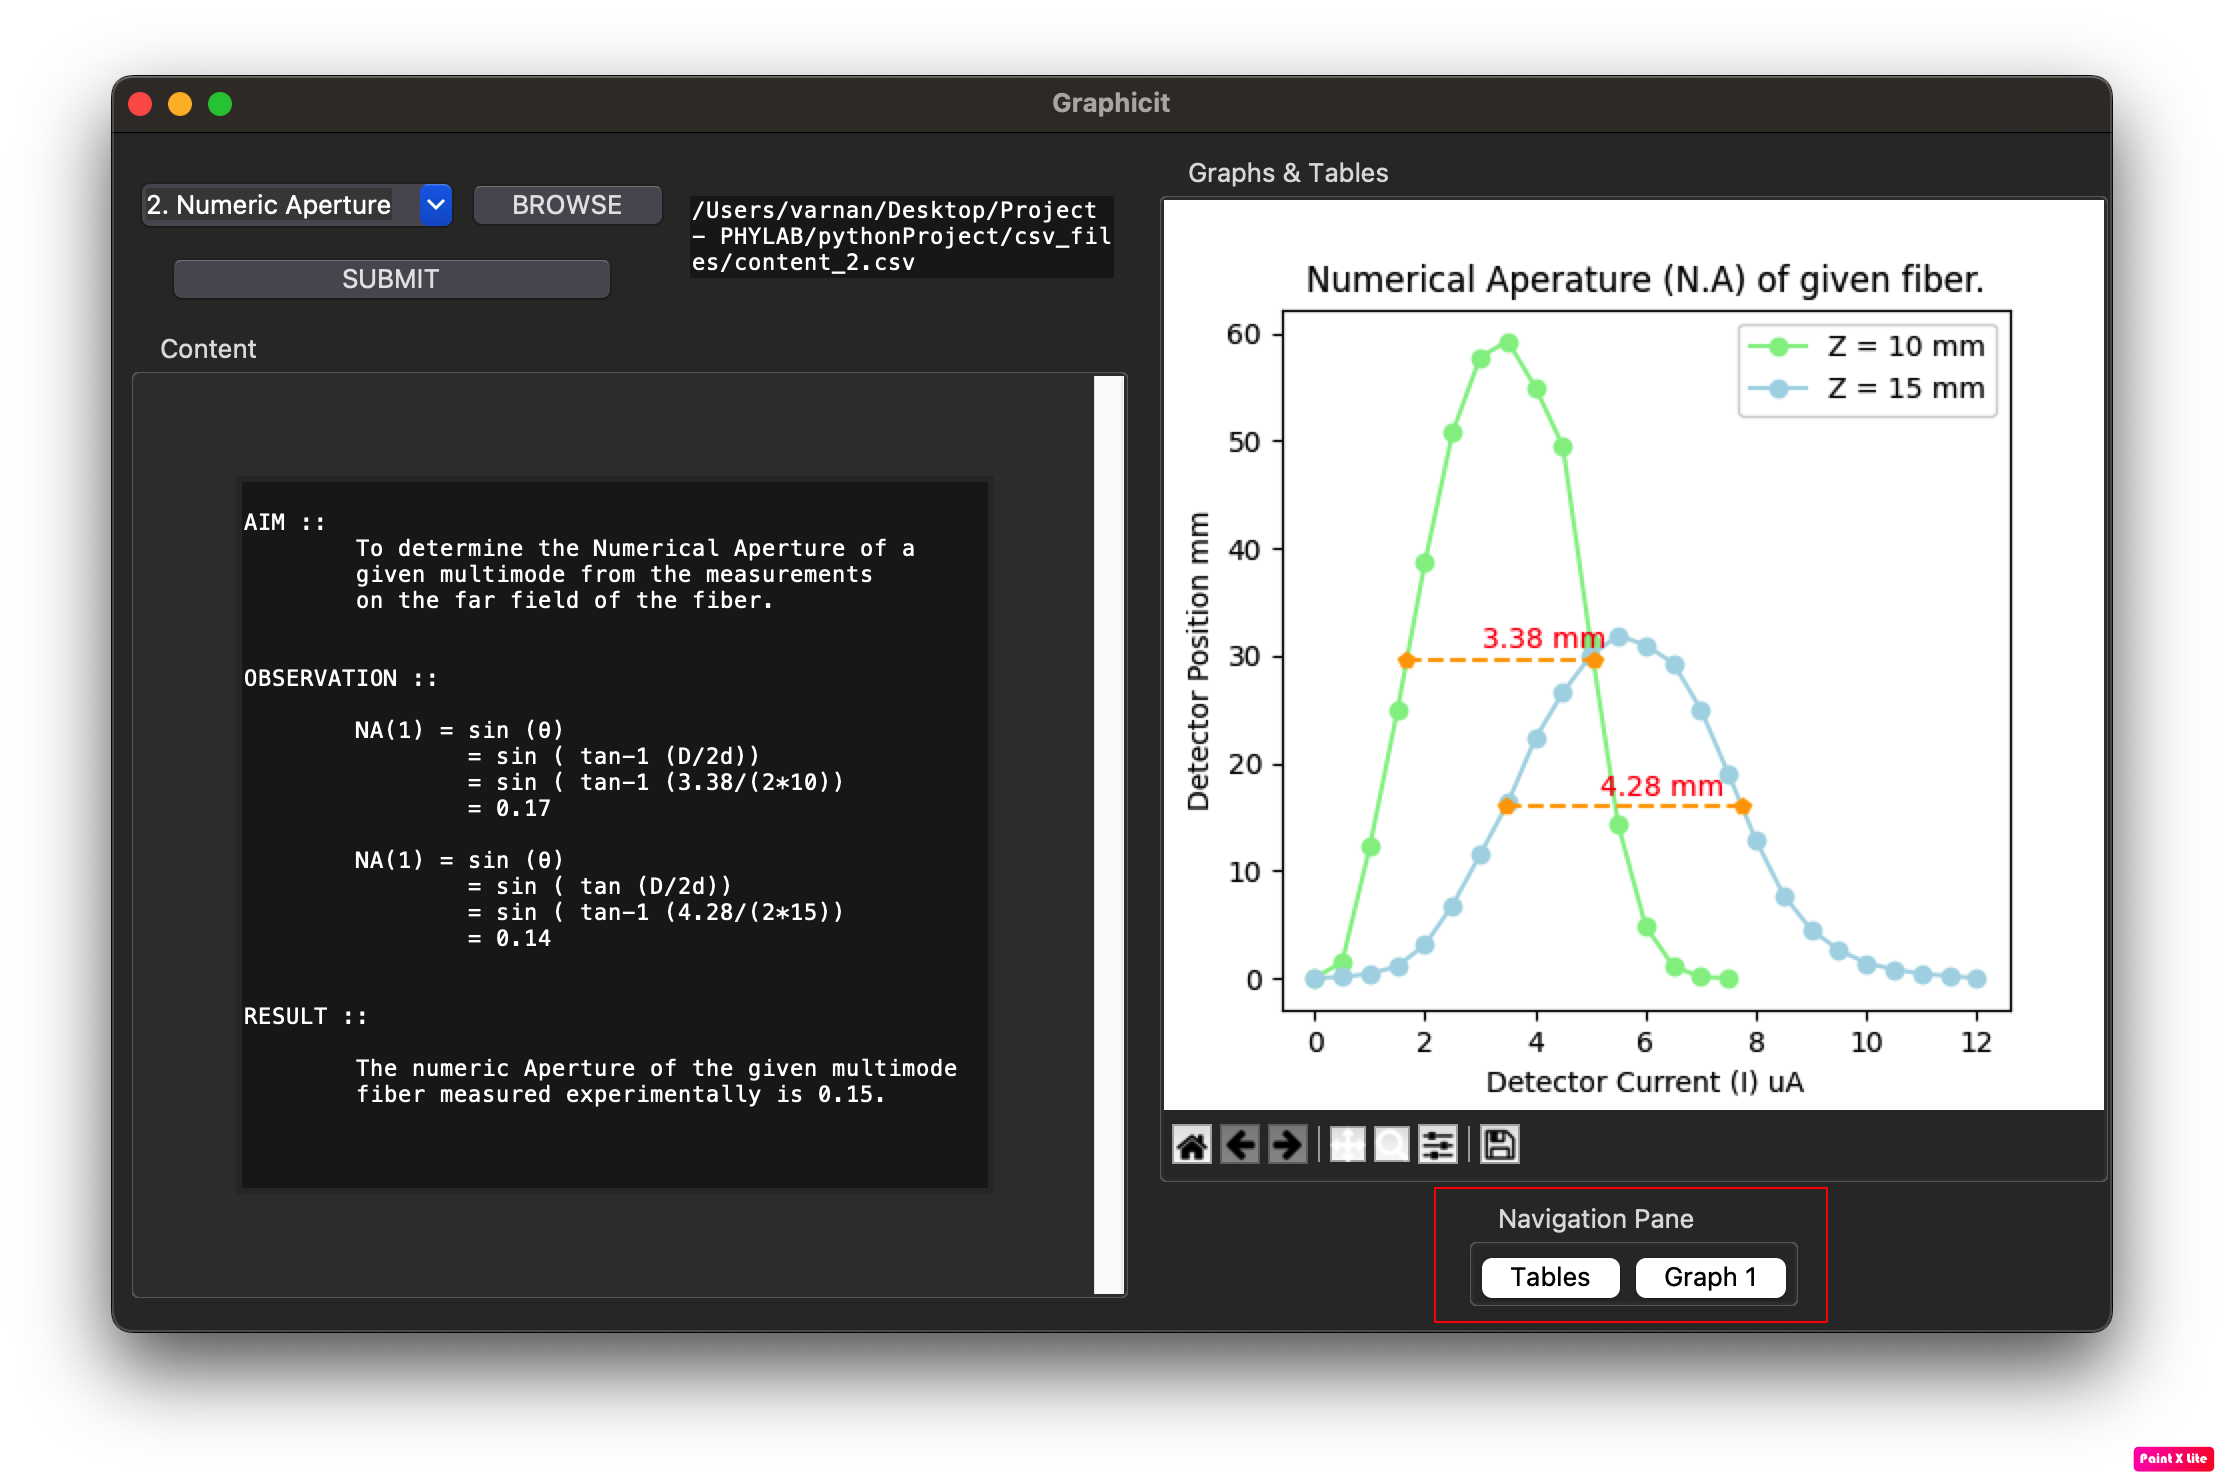 Graphicit
2. Numeric Aperture
BROWSE
/Users/varnan/Desktop/Project
- PHYLAB/pythonProject/csv_fil
es/content_2.csv
SUBMIT
Content
AIM ::
To determine the Numerical Aperture of a
given multimode from the measurements
on the far field of the fiber.
OBSERVATION ::
NA(1) = sin (θ)
= sin ( tan-1 (D/2d))
= sin ( tan-1 (3.38/(2*10))
= 0.17
NA(1) = sin (θ)
= sin ( tan (D/2d))
= sin ( tan-1 (4.28/(2*15))
= 0.14
RESULT ::
The numeric Aperture of the given multimode
fiber measured experimentally is 0.15.
Graphs & Tables
Numerical Aperature (N.A) of given fiber.
Z = 10 mm
Z = 15 mm
60
50
40
30
20
10
0
Detector Position mm
3.38 mm
4.28 mm
0 2 4 6 8 10 12
Detector Current (I) uA
Navigation Pane
Tables
Graph 1
Paint X Lite